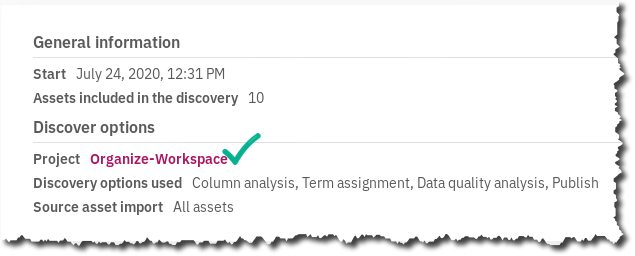 General information
Start July 24, 2020, 12:31 PM
Assets included in the discovery 10
Discover options
Project Organize-Workspace
Discovery options used Column analysis, Term assignment, Data quality analysis, Publish
Source asset import All assets